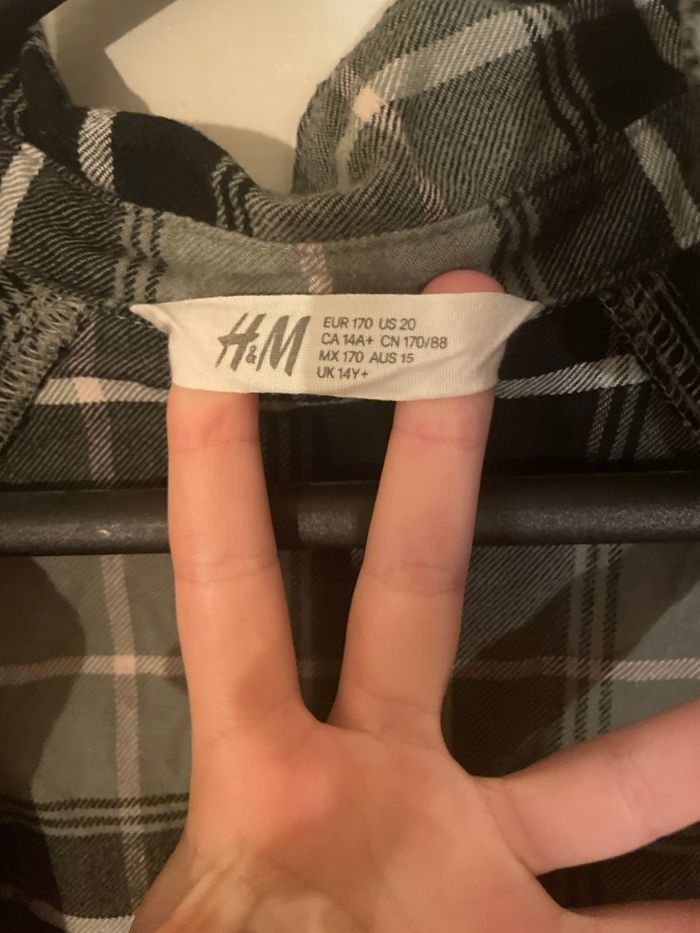 H&M
EUR 170 US 20
CA 14A+ CN 170/88
MX 170 AUS 15
UK 14Y+